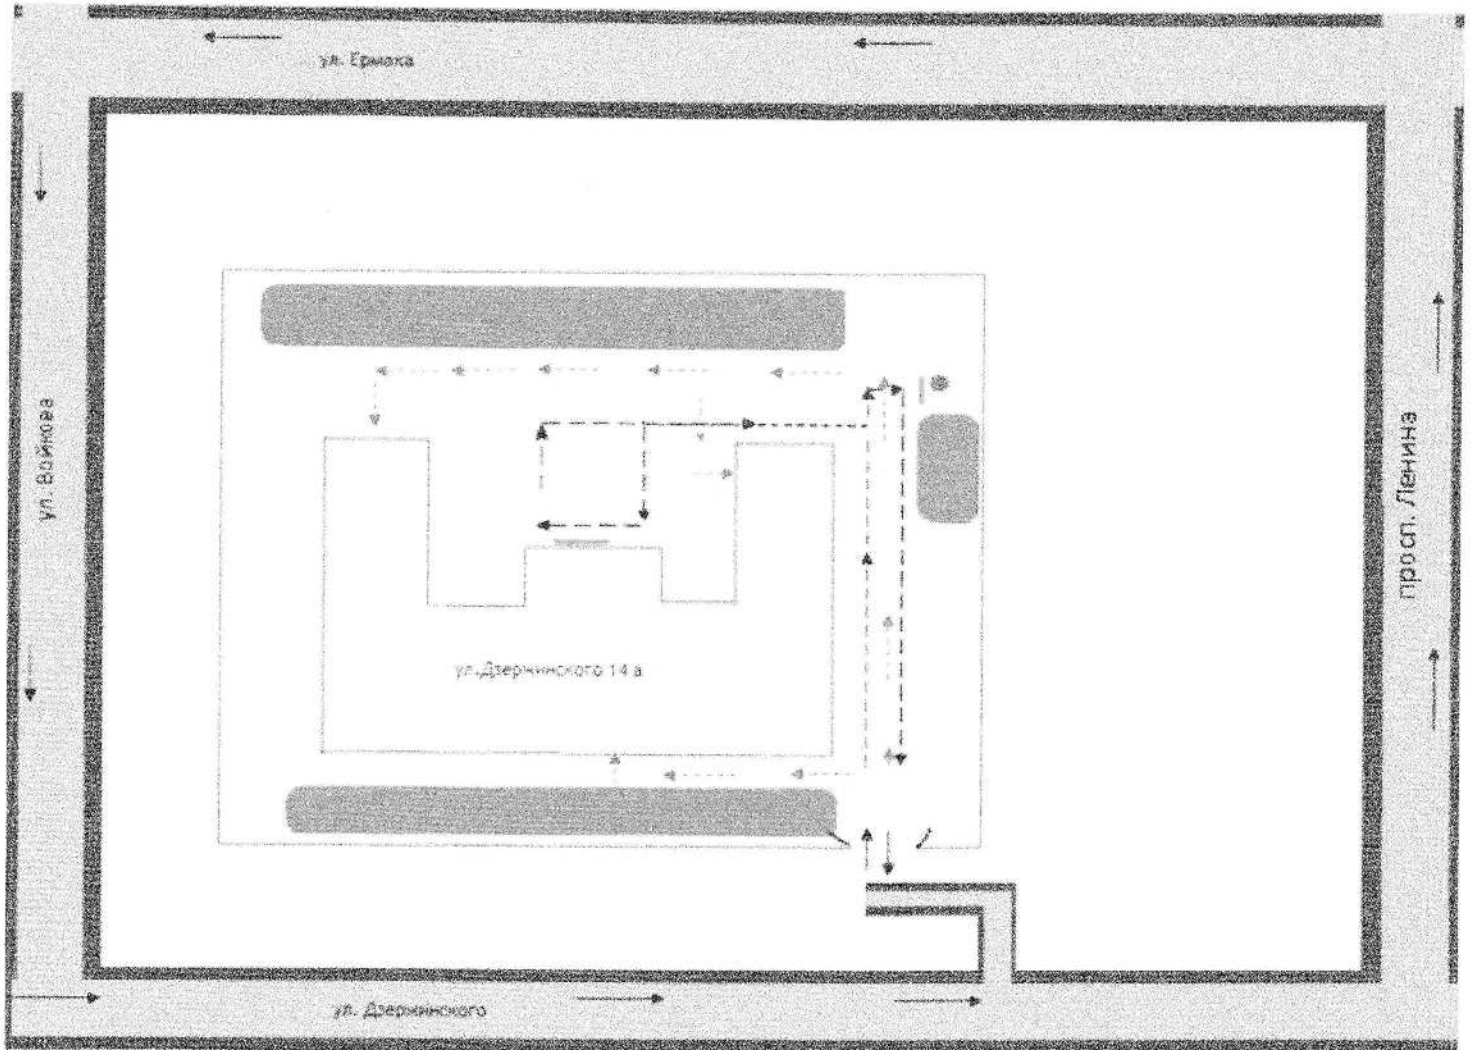 ул. Ермака
ул. Войкова
просп. Ленина
ул.Дзержинского 14 а
ул. Дзержинского